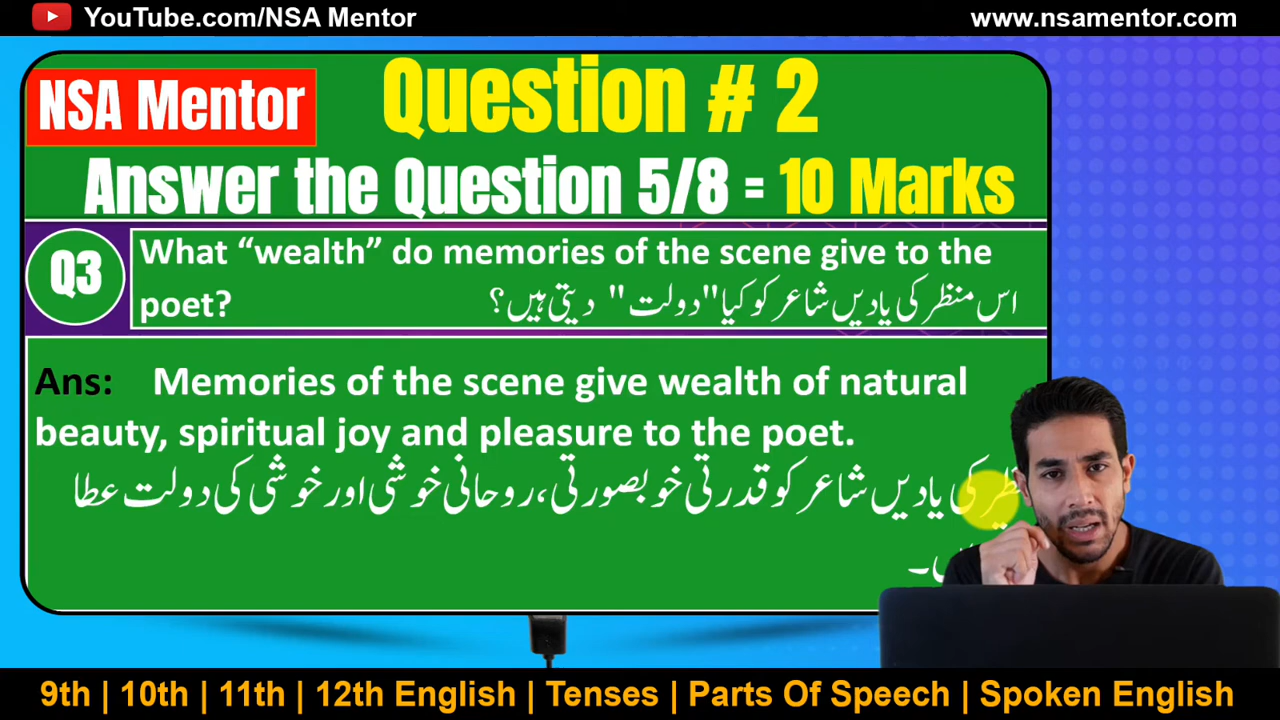 YouTube.com/NSA Mentor
www.nsamentor.com
NSA Mentor
Question # 2
Answer the Question 5/8 = 10 Marks
Q3
What “wealth” do memories of the scene give to the
poet?
اس منظر کی یادیں شاعر کو کیا "دولت" دیتی ہیں؟
Ans: Memories of the scene give wealth of natural
beauty, spiritual joy and pleasure to the poet.
کی یادیں شاعر کو قدرتی خوبصورتی، روحانی خوشی اور خوشی کی دولت عطا
9th | 10th | 11th | 12th English | Tenses | Parts Of Speech | Spoken English